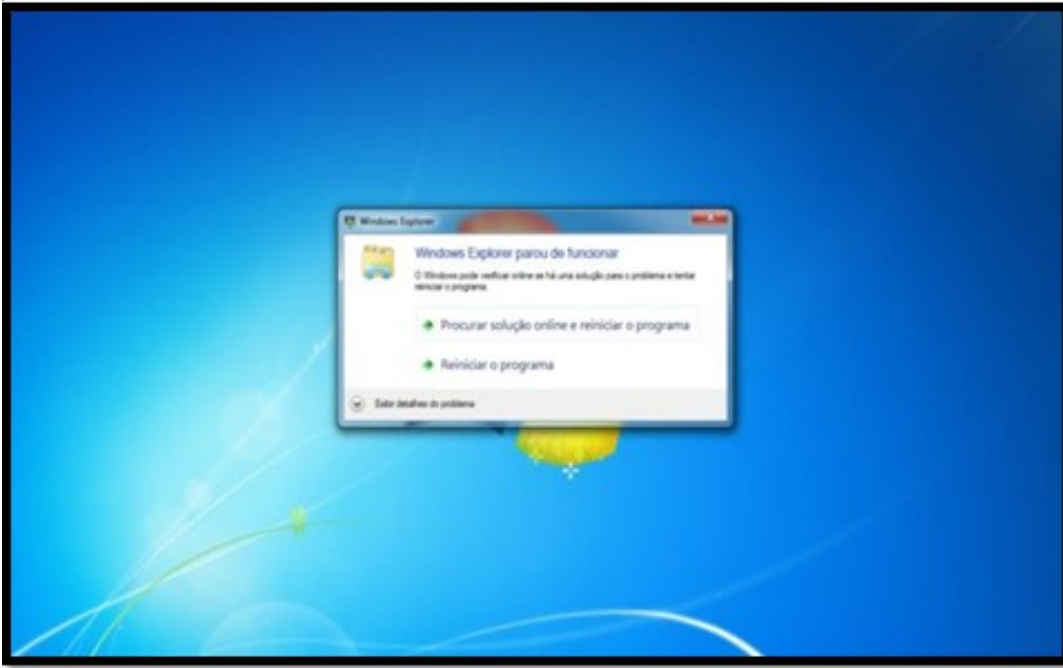 Windows Explorer
Windows Explorer parou de funcionar
O Windows pode verificar online se há uma solução para o problema e tentar
reiniciar o programa.
Procurar solução online e reiniciar o programa
Reiniciar o programa
Exibir detalhes do problema